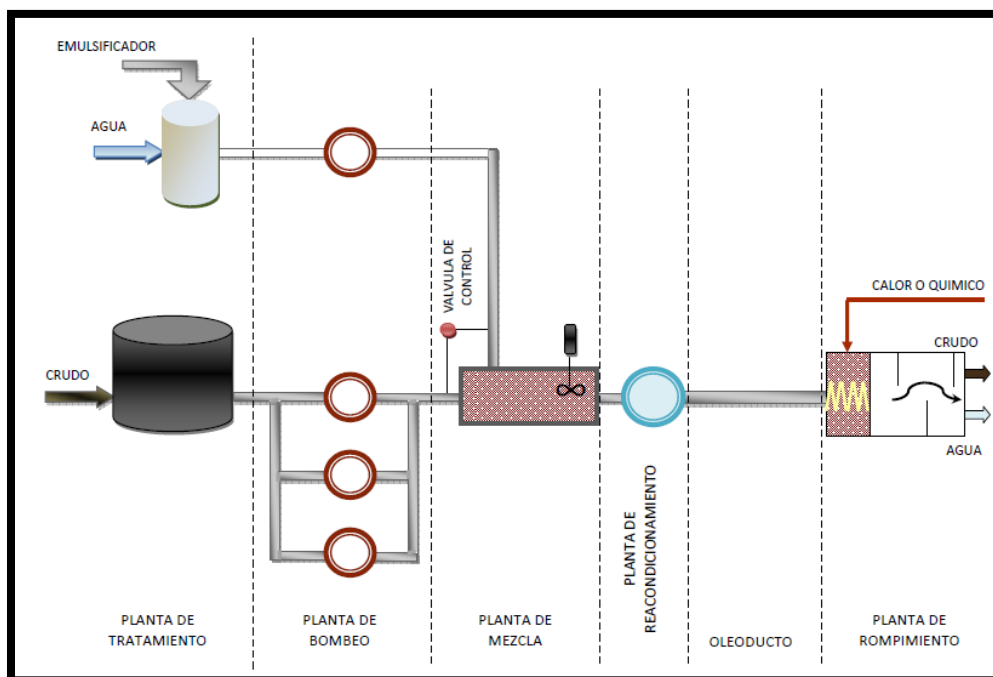 EMULSIFICADOR
AGUA
VALVULA DE
CONTROL
CALOR O QUIMICO
CRUDO
CRUDO
AGUA
PLANTA DE
REACONDICIONAMIENTO
PLANTA DE
TRATAMIENTO
PLANTA DE
BOMBEO
PLANTA DE
MEZCLA
OLEODUCTO
PLANTA DE
ROMPIMIENTO